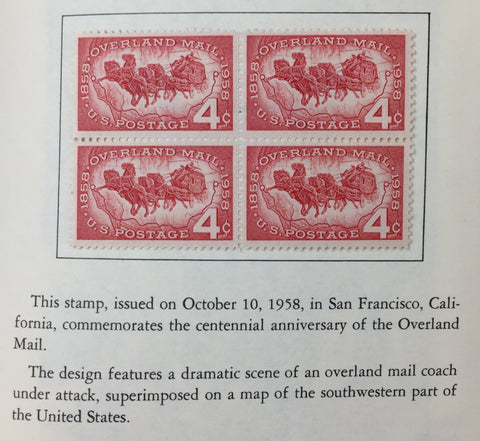 1858 · OVERLAND MAIL · 1958
U.S. POSTAGE 4¢
1858 · OVERLAND MAIL · 1958
U.S. POSTAGE 4¢
1858 · OVERLAND MAIL · 1958
U.S. POSTAGE 4¢
1858 · OVERLAND MAIL · 1958
U.S. POSTAGE 4¢
This stamp, issued on October 10, 1958, in San Francisco, Cali-
fornia, commemorates the centennial anniversary of the Overland
Mail.
The design features a dramatic scene of an overland mail coach
under attack, superimposed on a map of the southwestern part of
the United States.